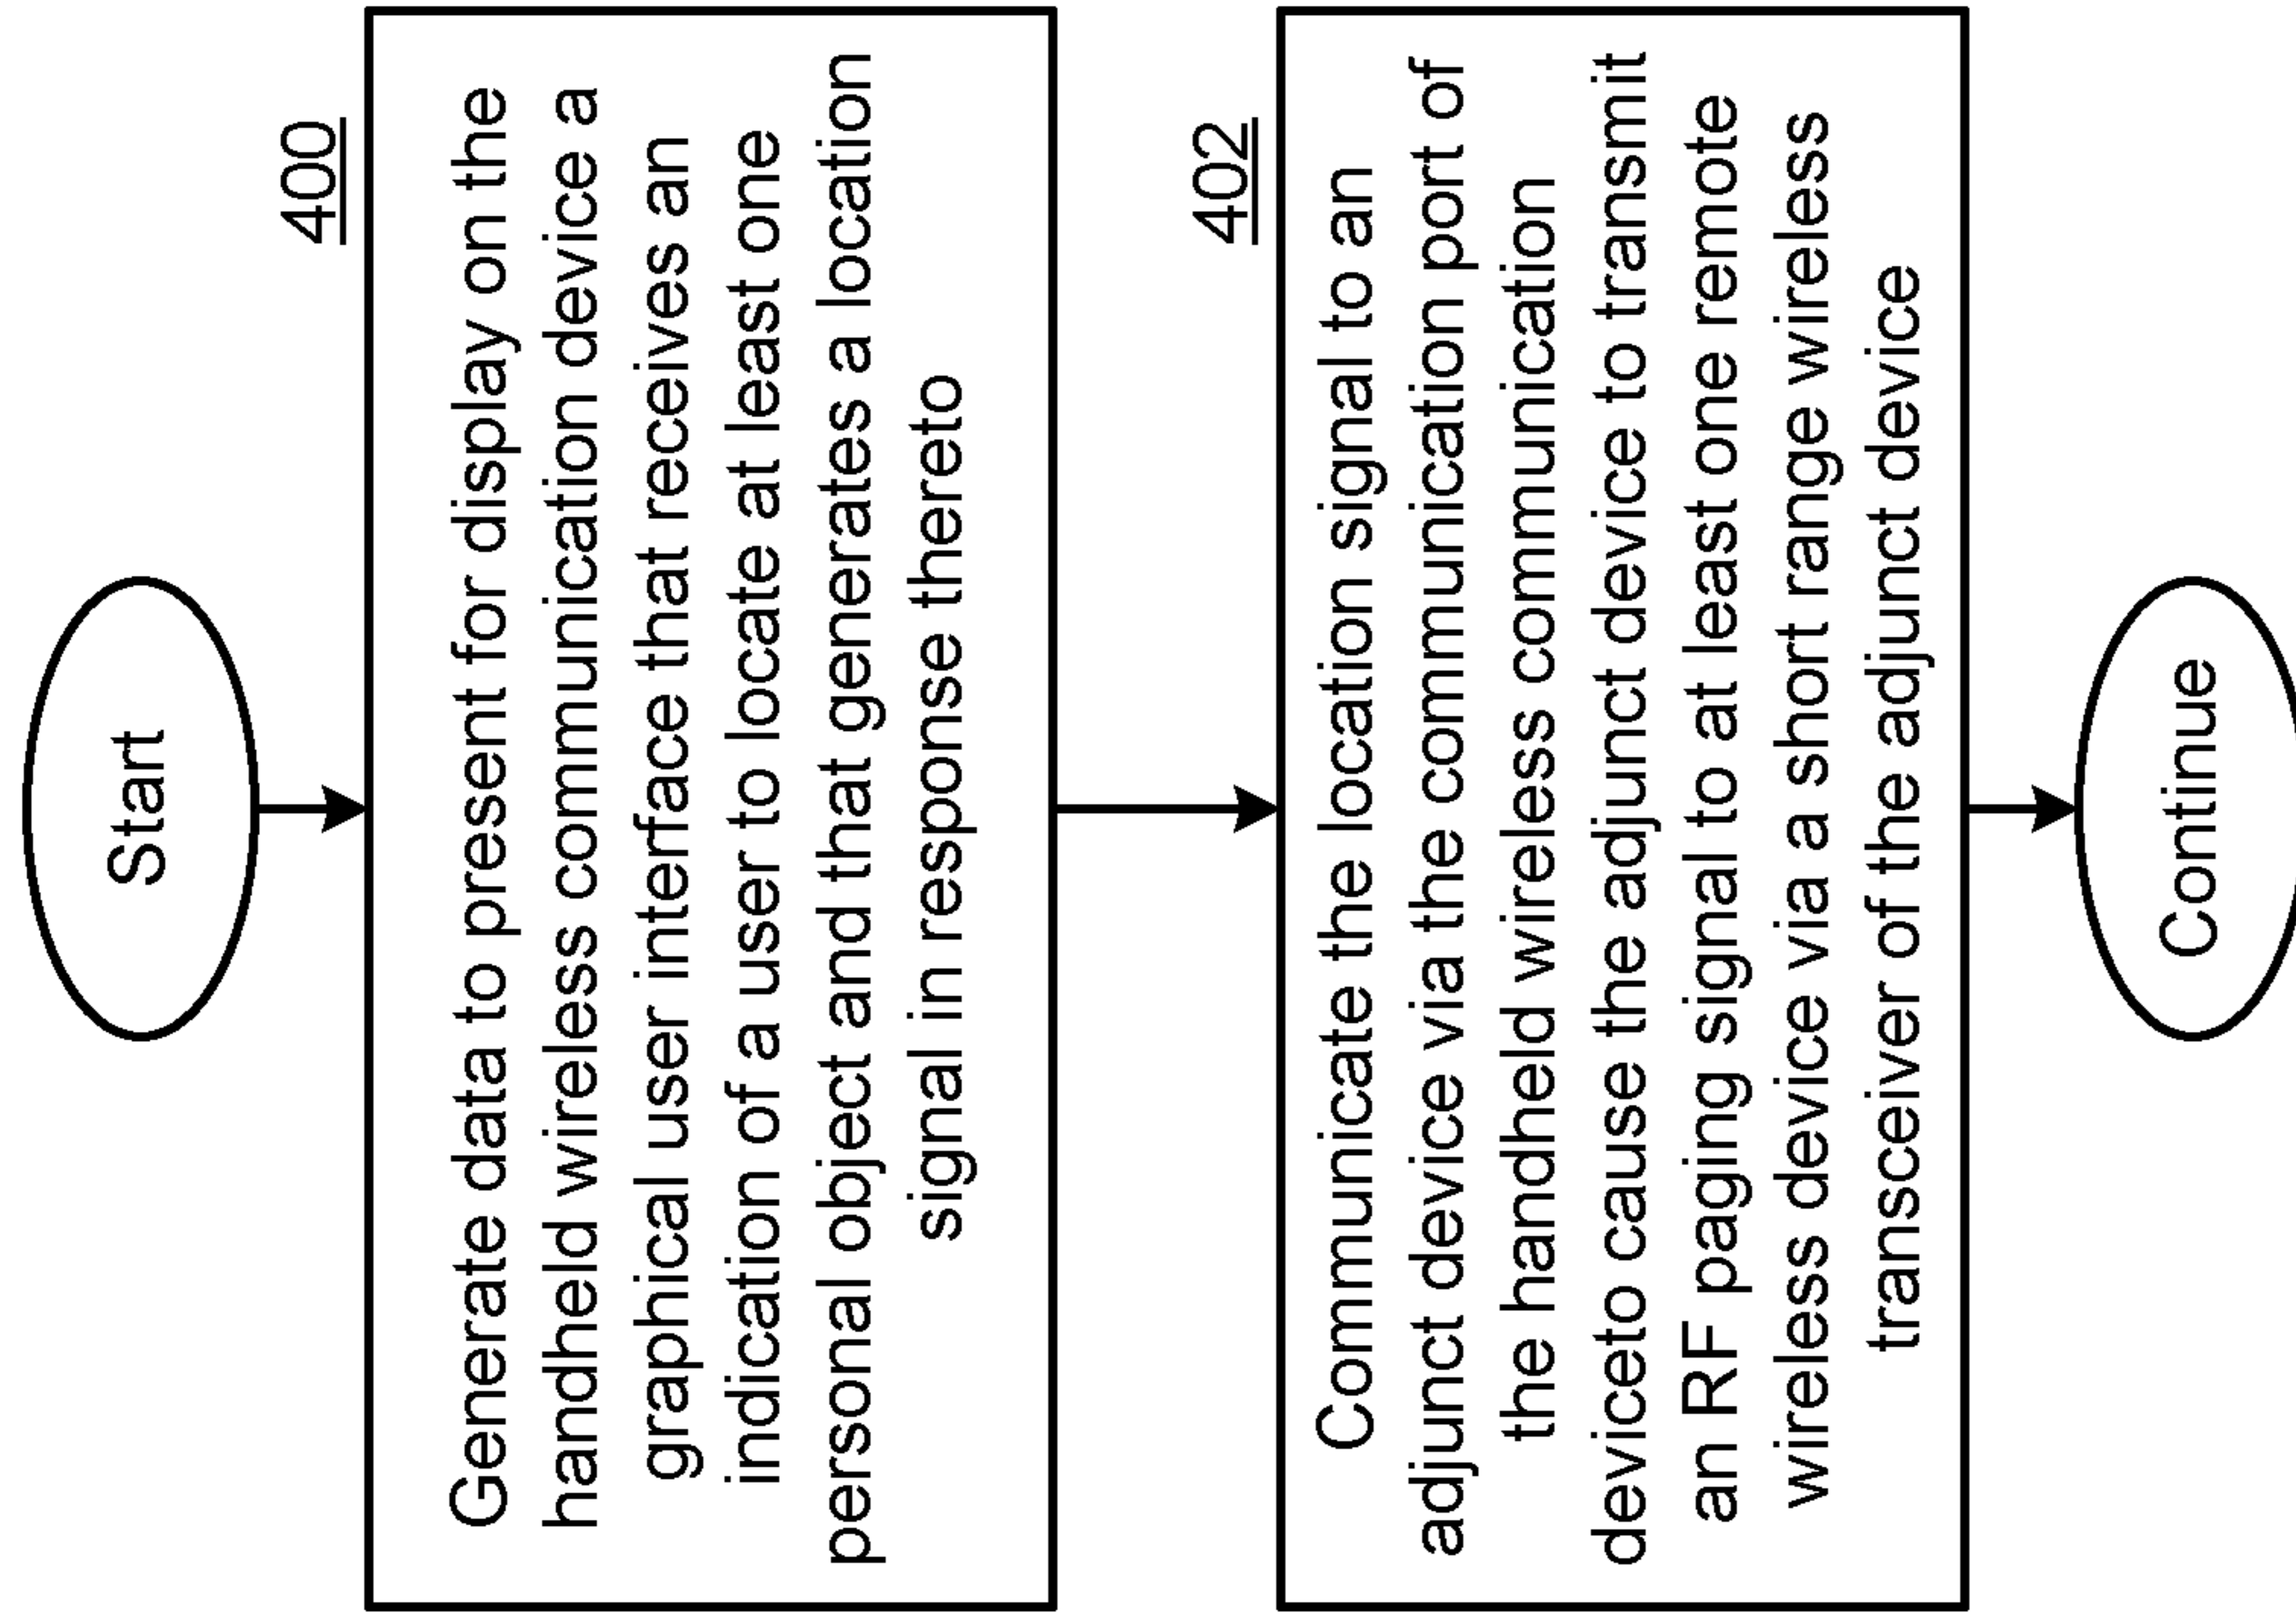 Start
400
Generate data to present for display on the
handheld wireless communication device a
graphical user interface that receives an
indication of a user to locate at least one
personal object and that generates a location
signal in response thereto
402
Communicate the location signal to an
adjunct device via the communication port of
the handheld wireless communication
deviceto cause the adjunct device to transmit
an RF paging signal to at least one remote
wireless device via a short range wireless
transceiver of the adjunct device
Continue